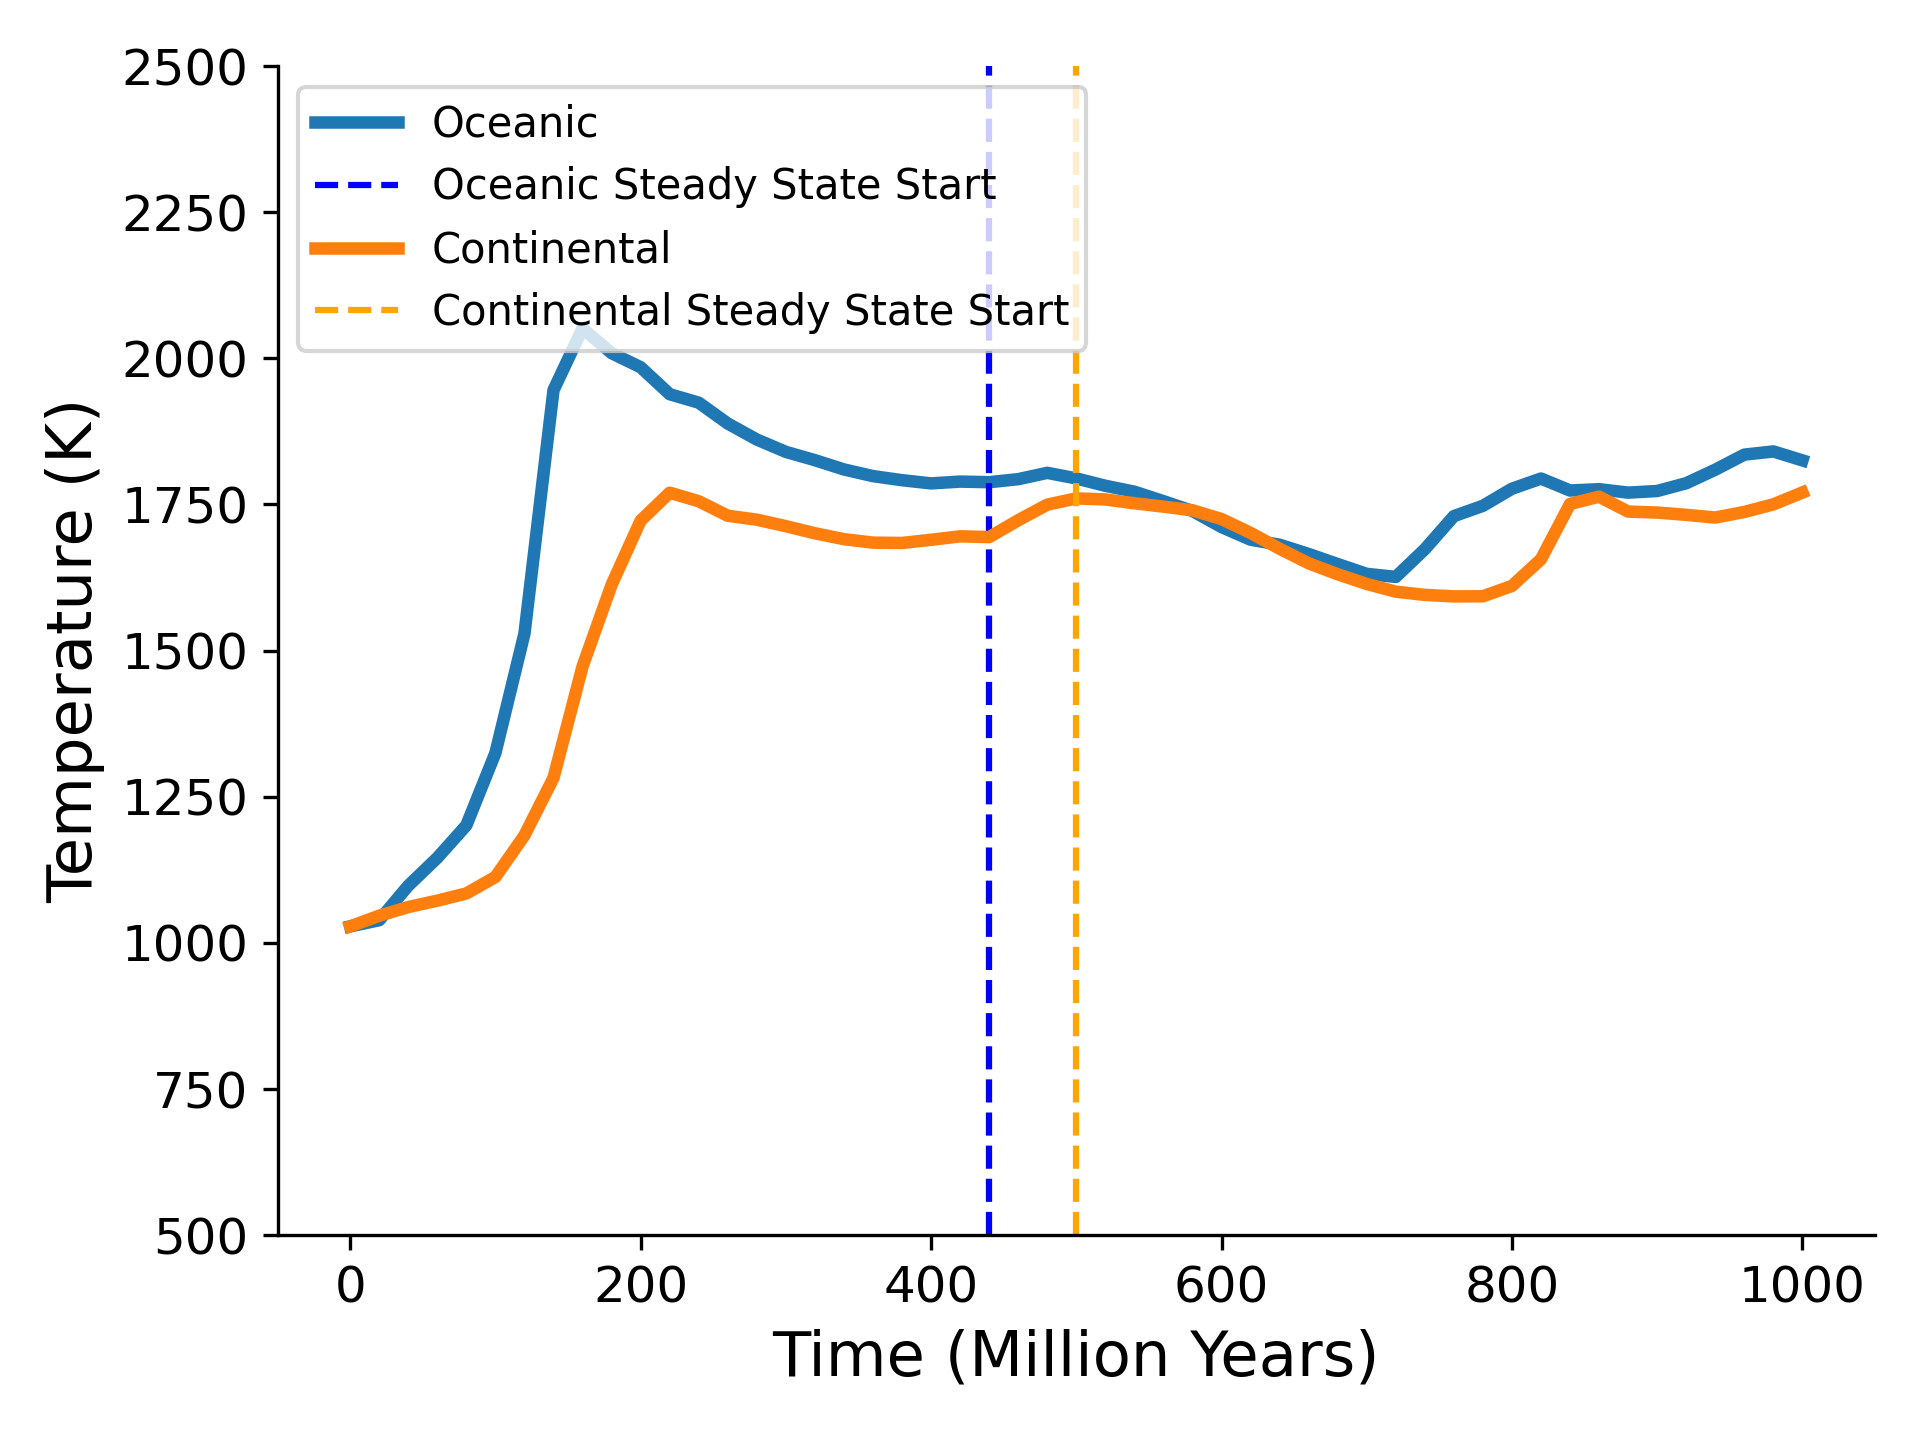 2500
2250
2000
1750
1500
1250
1000
750
500
Temperature (K)
Oceanic
Oceanic Steady State Start
Continental
Continental Steady State Start
0 200 400 600 800 1000
Time (Million Years)